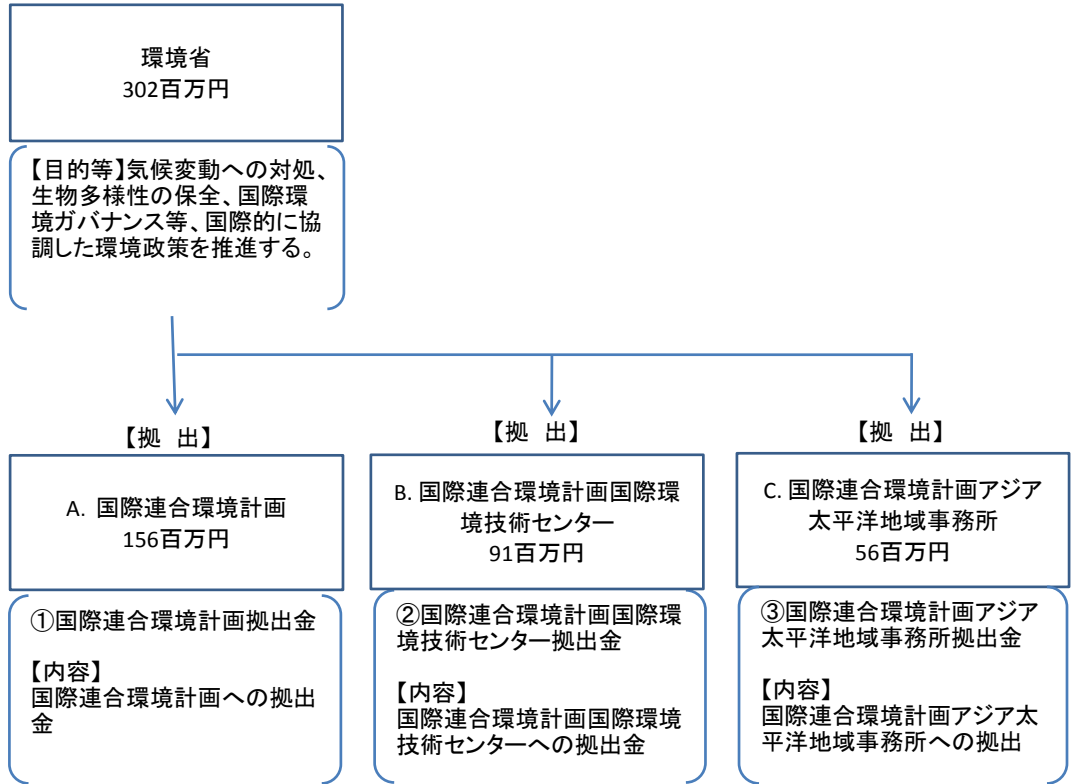 環境省
302百万円
【目的等】気候変動への対処、
生物多様性の保全、国際環
境ガバナンス等、国際的に協
調した環境政策を推進する。
【拠 出】
A. 国際連合環境計画
156百万円
①国際連合環境計画拠出金
【内容】
国際連合環境計画への拠出
金
【拠 出】
B. 国際連合環境計画国際環
境技術センター
91百万円
②国際連合環境計画国際環
境技術センター拠出金
【内容】
国際連合環境計画国際環境
技術センターへの拠出金
【拠 出】
C. 国際連合環境計画アジア
太平洋地域事務所
56百万円
③国際連合環境計画アジア
太平洋地域事務所拠出金
【内容】
国際連合環境計画アジア太
平洋地域事務所への拠出